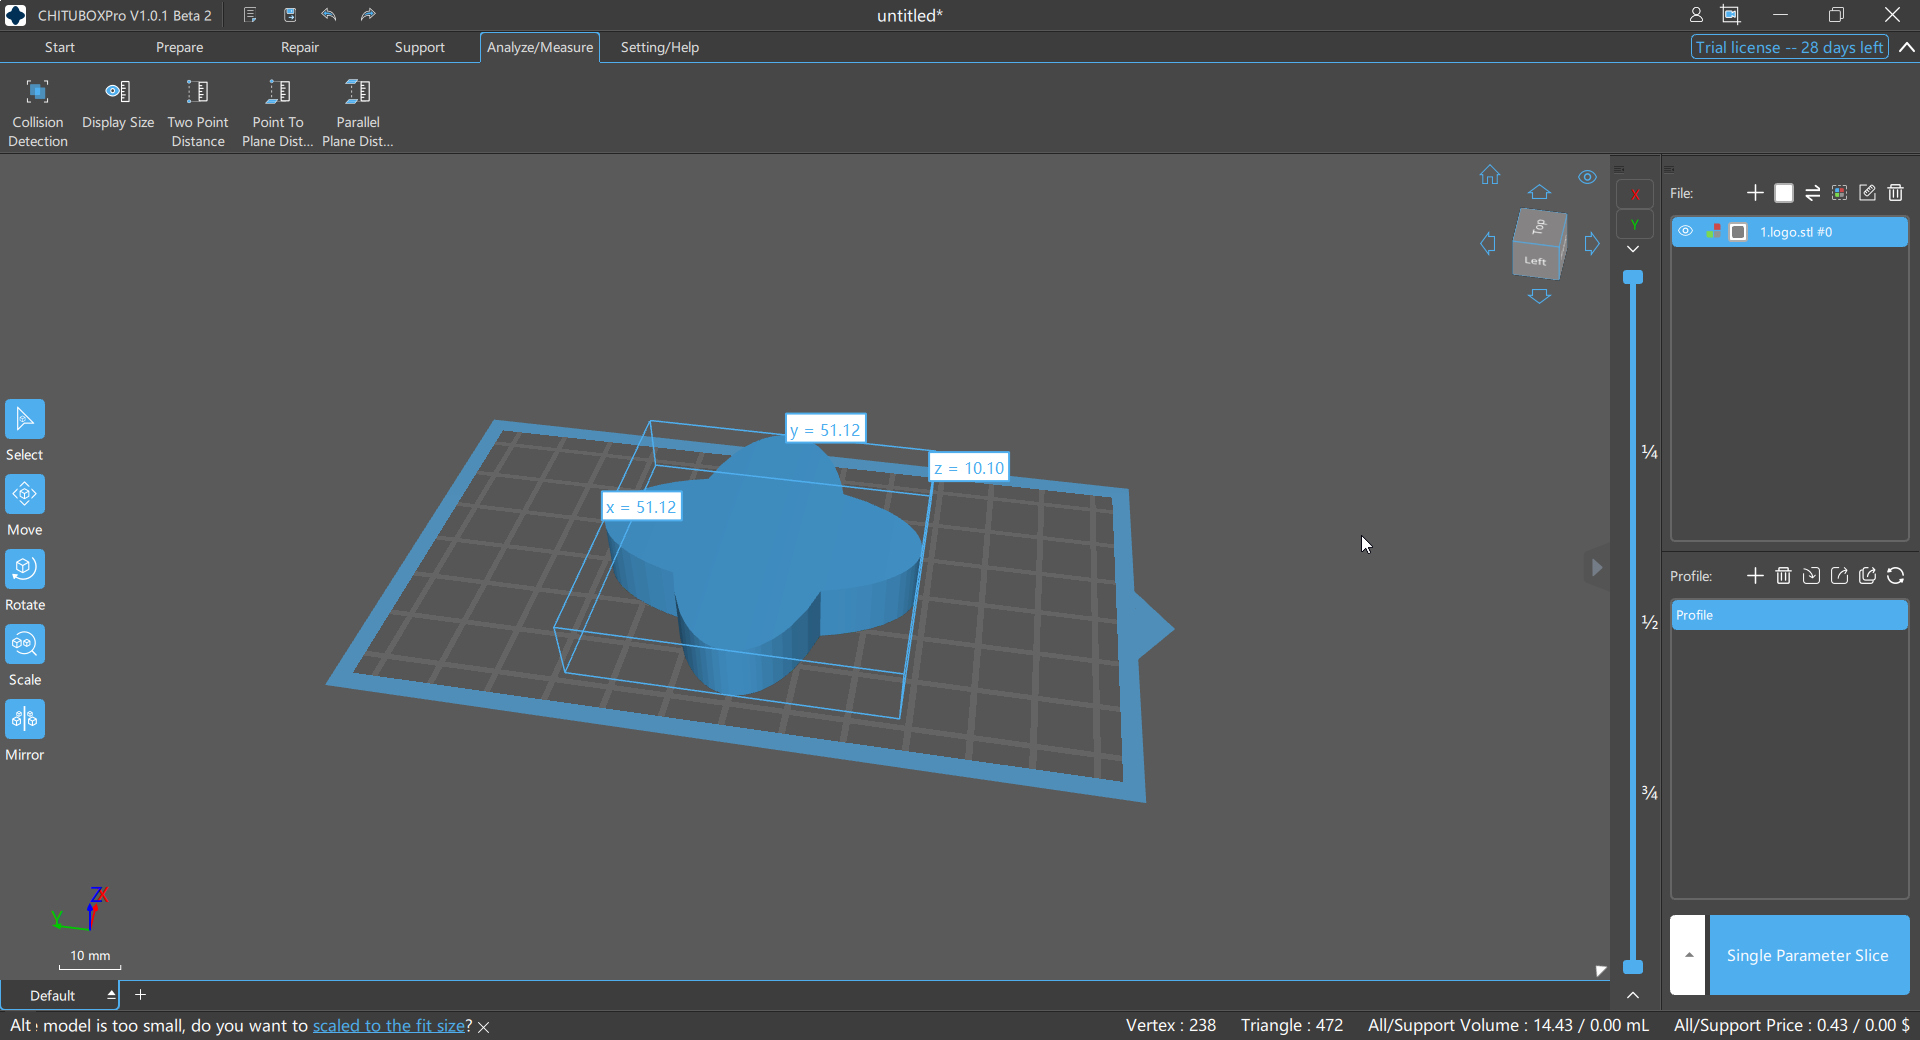 CHITUBOXPro V1.0.1 Beta 2
untitled*
Start
Prepare
Repair
Support
Analyze/Measure
Setting/Help
Trial license -- 28 days left
Collision
Detection
Display Size
Two Point
Distance
Point To
Plane Dist...
Parallel
Plane Dist...
Top
Left
X
Y
File:
1.logo.stl #0
y = 51.12
z = 10.10
x = 51.12
Select
Move
Rotate
Scale
Mirror
1/4
1/2
3/4
Profile:
Profile
Z
X
Y
10 mm
Single Parameter Slice
Default
Alt : model is too small, do you want to scaled to the fit size?
Vertex : 238
Triangle : 472
All/Support Volume : 14.43 / 0.00 mL
All/Support Price : 0.43 / 0.00 $